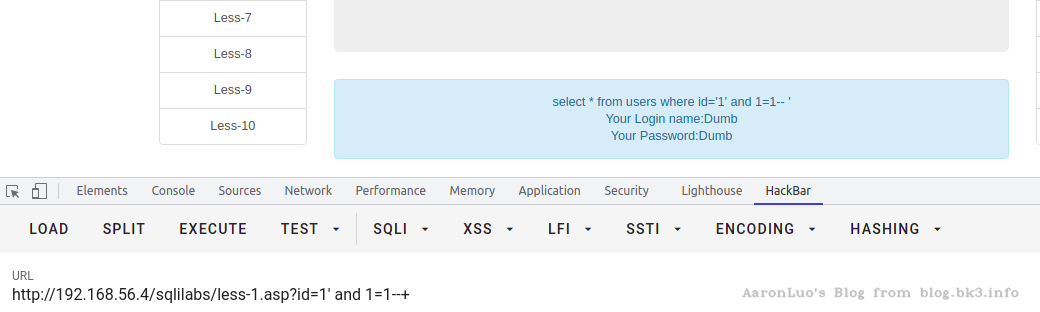 Less-7
Less-8
Less-9
Less-10
select * from users where id='1' and 1=1-- '
Your Login name:Dumb
Your Password:Dumb
Elements Console Sources Network Performance Memory Application Security Lighthouse HackBar
LOAD SPLIT EXECUTE TEST SQLI XSS LFI SSTI ENCODING HASHING
URL
http://192.168.56.4/sqlilabs/less-1.asp?id=1' and 1=1--+
AaronLuo's Blog from blog.bk3.info